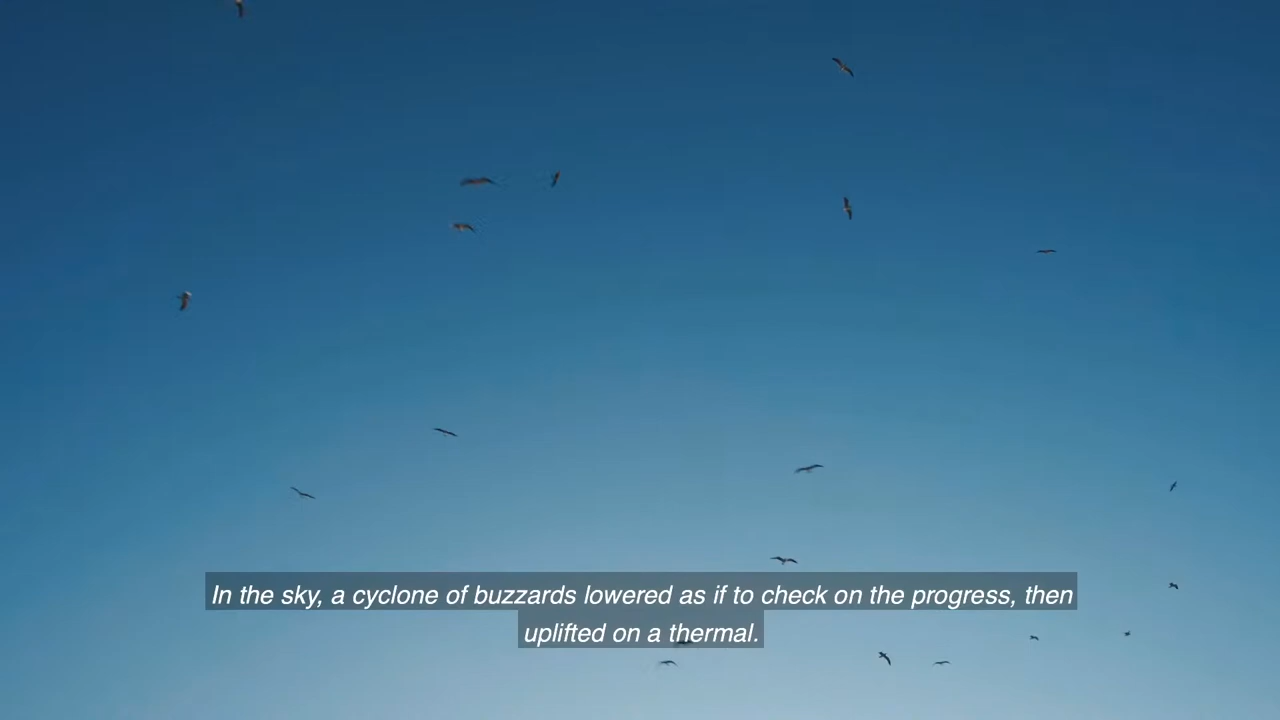 In the sky, a cyclone of buzzards lowered as if to check on the progress, then
uplifted on a thermal.